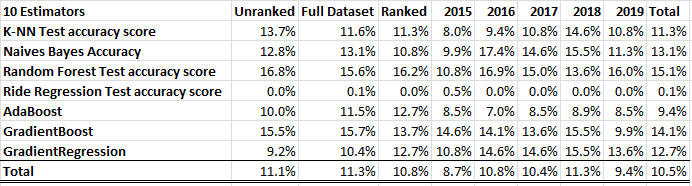 10 Estimators Unranked Full Dataset Ranked 2015 2016 2017 2018 2019 Total
K-NN Test accuracy score 13.7% 11.6% 11.3% 8.0% 9.4% 10.8% 14.6% 10.8% 11.3%
Naives Bayes Accuracy 12.8% 13.1% 10.8% 9.9% 17.4% 14.6% 15.5% 11.3% 13.1%
Random Forest Test accuracy score 16.8% 15.6% 16.2% 10.8% 16.9% 15.0% 13.6% 16.0% 15.1%
Ride Regression Test accuracy score 0.0% 0.1% 0.0% 0.5% 0.0% 0.0% 0.0% 0.0% 0.1%
AdaBoost 10.0% 11.5% 12.7% 8.5% 7.0% 8.9% 8.5% 8.5% 9.4%
GradientBoost 15.5% 15.7% 13.7% 14.6% 14.1% 13.6% 15.5% 9.9% 14.1%
GradientRegression 9.2% 10.4% 12.7% 10.8% 14.6% 15.5% 15.5% 13.6% 12.7%
Total 11.1% 11.3% 10.8% 8.7% 10.8% 10.4% 11.3% 9.4% 10.5%